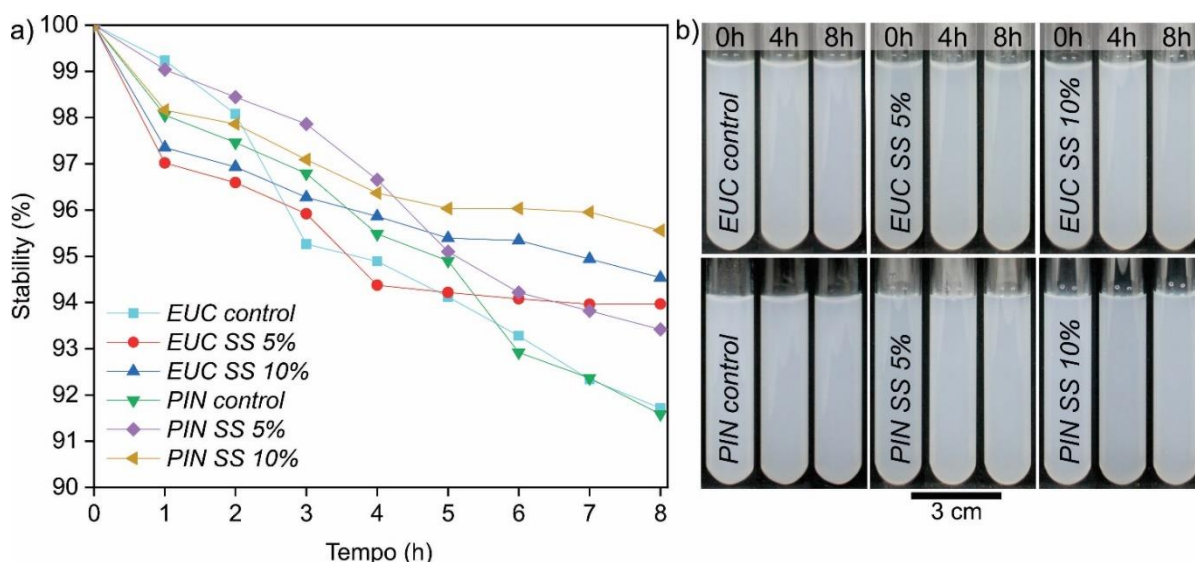 a)
100
99
98
97
96
95
94
93
92
91
90
Stability (%)
EUC control
EUC SS 5%
EUC SS 10%
PIN control
PIN SS 5%
PIN SS 10%
0 1 2 3 4 5 6 7 8
Tempo (h)
b)
0h 4h 8h 0h 4h 8h 0h 4h 8h
EUC control
EUC SS 5%
EUC SS 10%
PIN control
PIN SS 5%
PIN SS 10%
3 cm